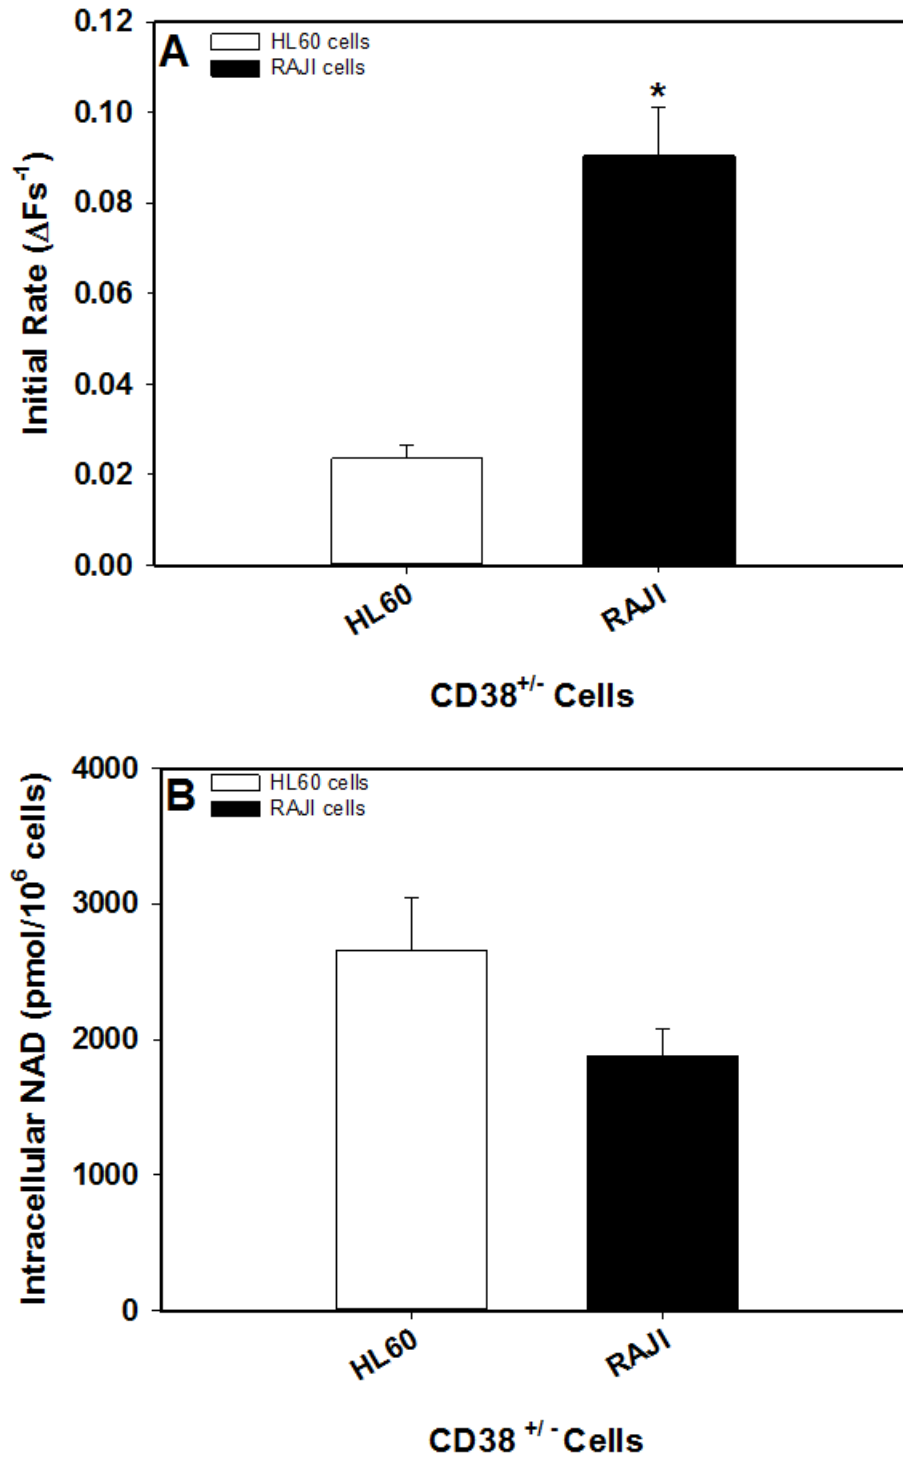 A
HL60 cells
RAJI cells
*
0.12
0.10
0.08
0.06
0.04
0.02
0.00
Initial Rate (ΔFs⁻¹)
HL60
RAJI
CD38⁺/⁻ Cells
B
HL60 cells
RAJI cells
4000
3000
2000
1000
0
Intracellular NAD (pmol/10⁶ cells)
HL60
RAJI
CD38 ⁺/⁻ Cells